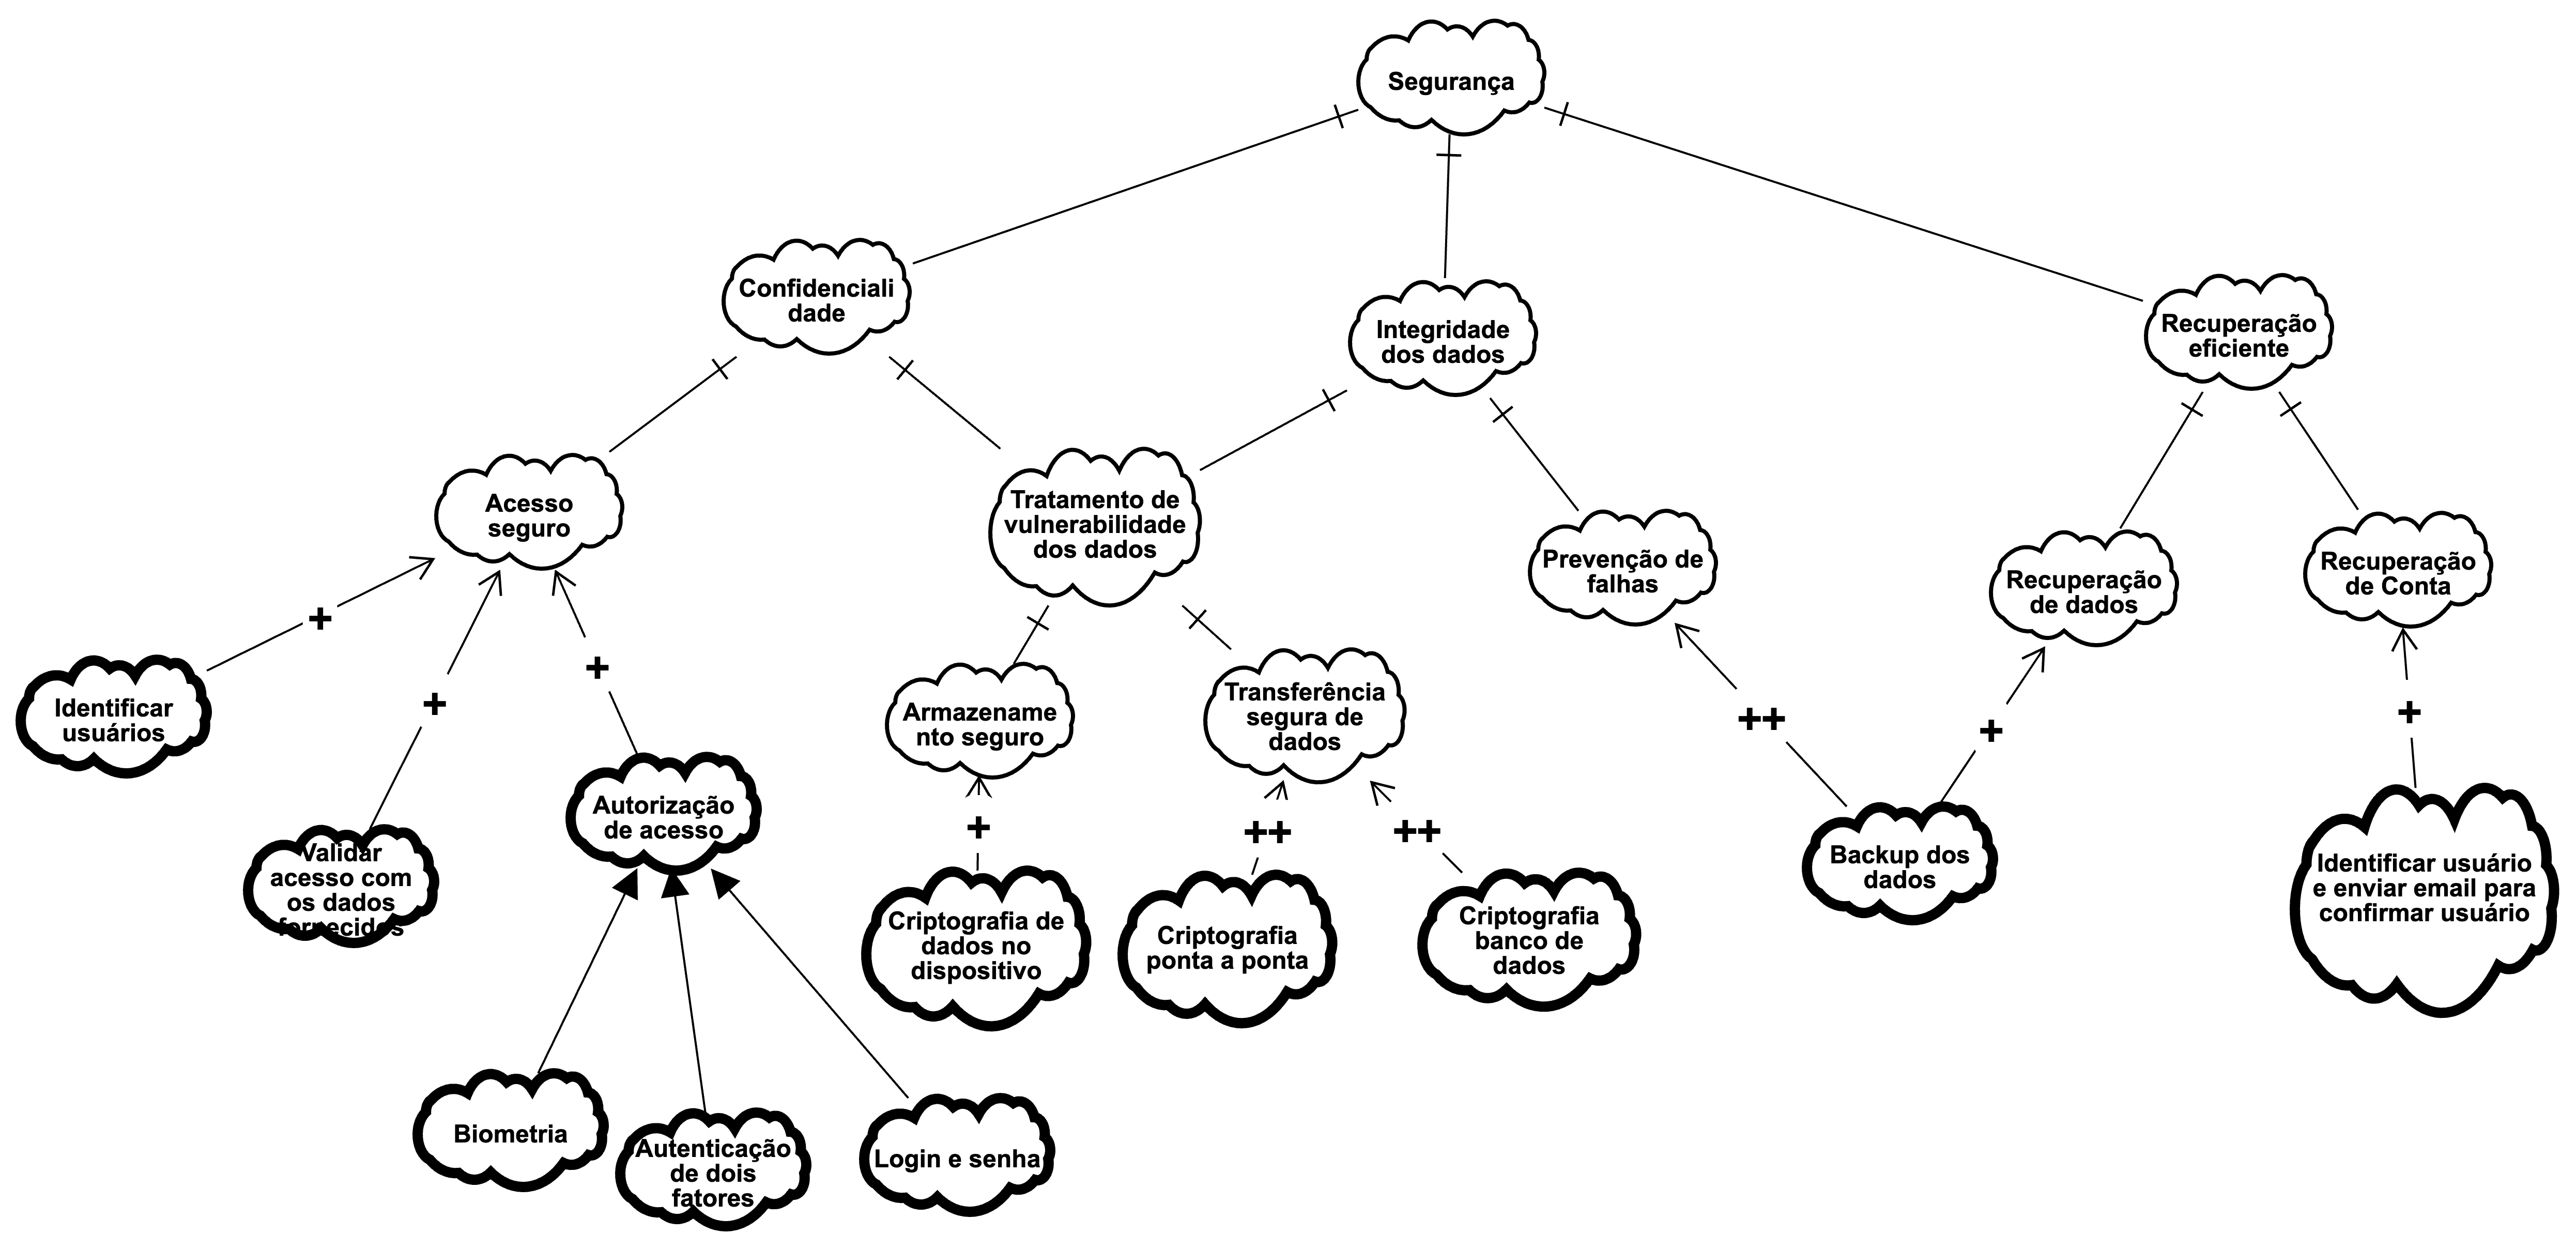 Segurança
Confidenciali
dade
Integridade
dos dados
Recuperação
eficiente
Acesso
seguro
Tratamento de
vulnerabilidade
dos dados
Prevenção de
falhas
Recuperação
de dados
Recuperação
de Conta
+
+
+
++
+
+
Identificar
usuários
Armazename
nto seguro
Transferência
segura de
dados
Validar
acesso com
os dados
fornecidos
Autorização
de acesso
+
++
++
Backup dos
dados
Identificar usuário
e enviar email para
confirmar usuário
Criptografia de
dados no
dispositivo
Criptografia
ponta a ponta
Criptografia
banco de
dados
Biometria
Autenticação
de dois
fatores
Login e senha